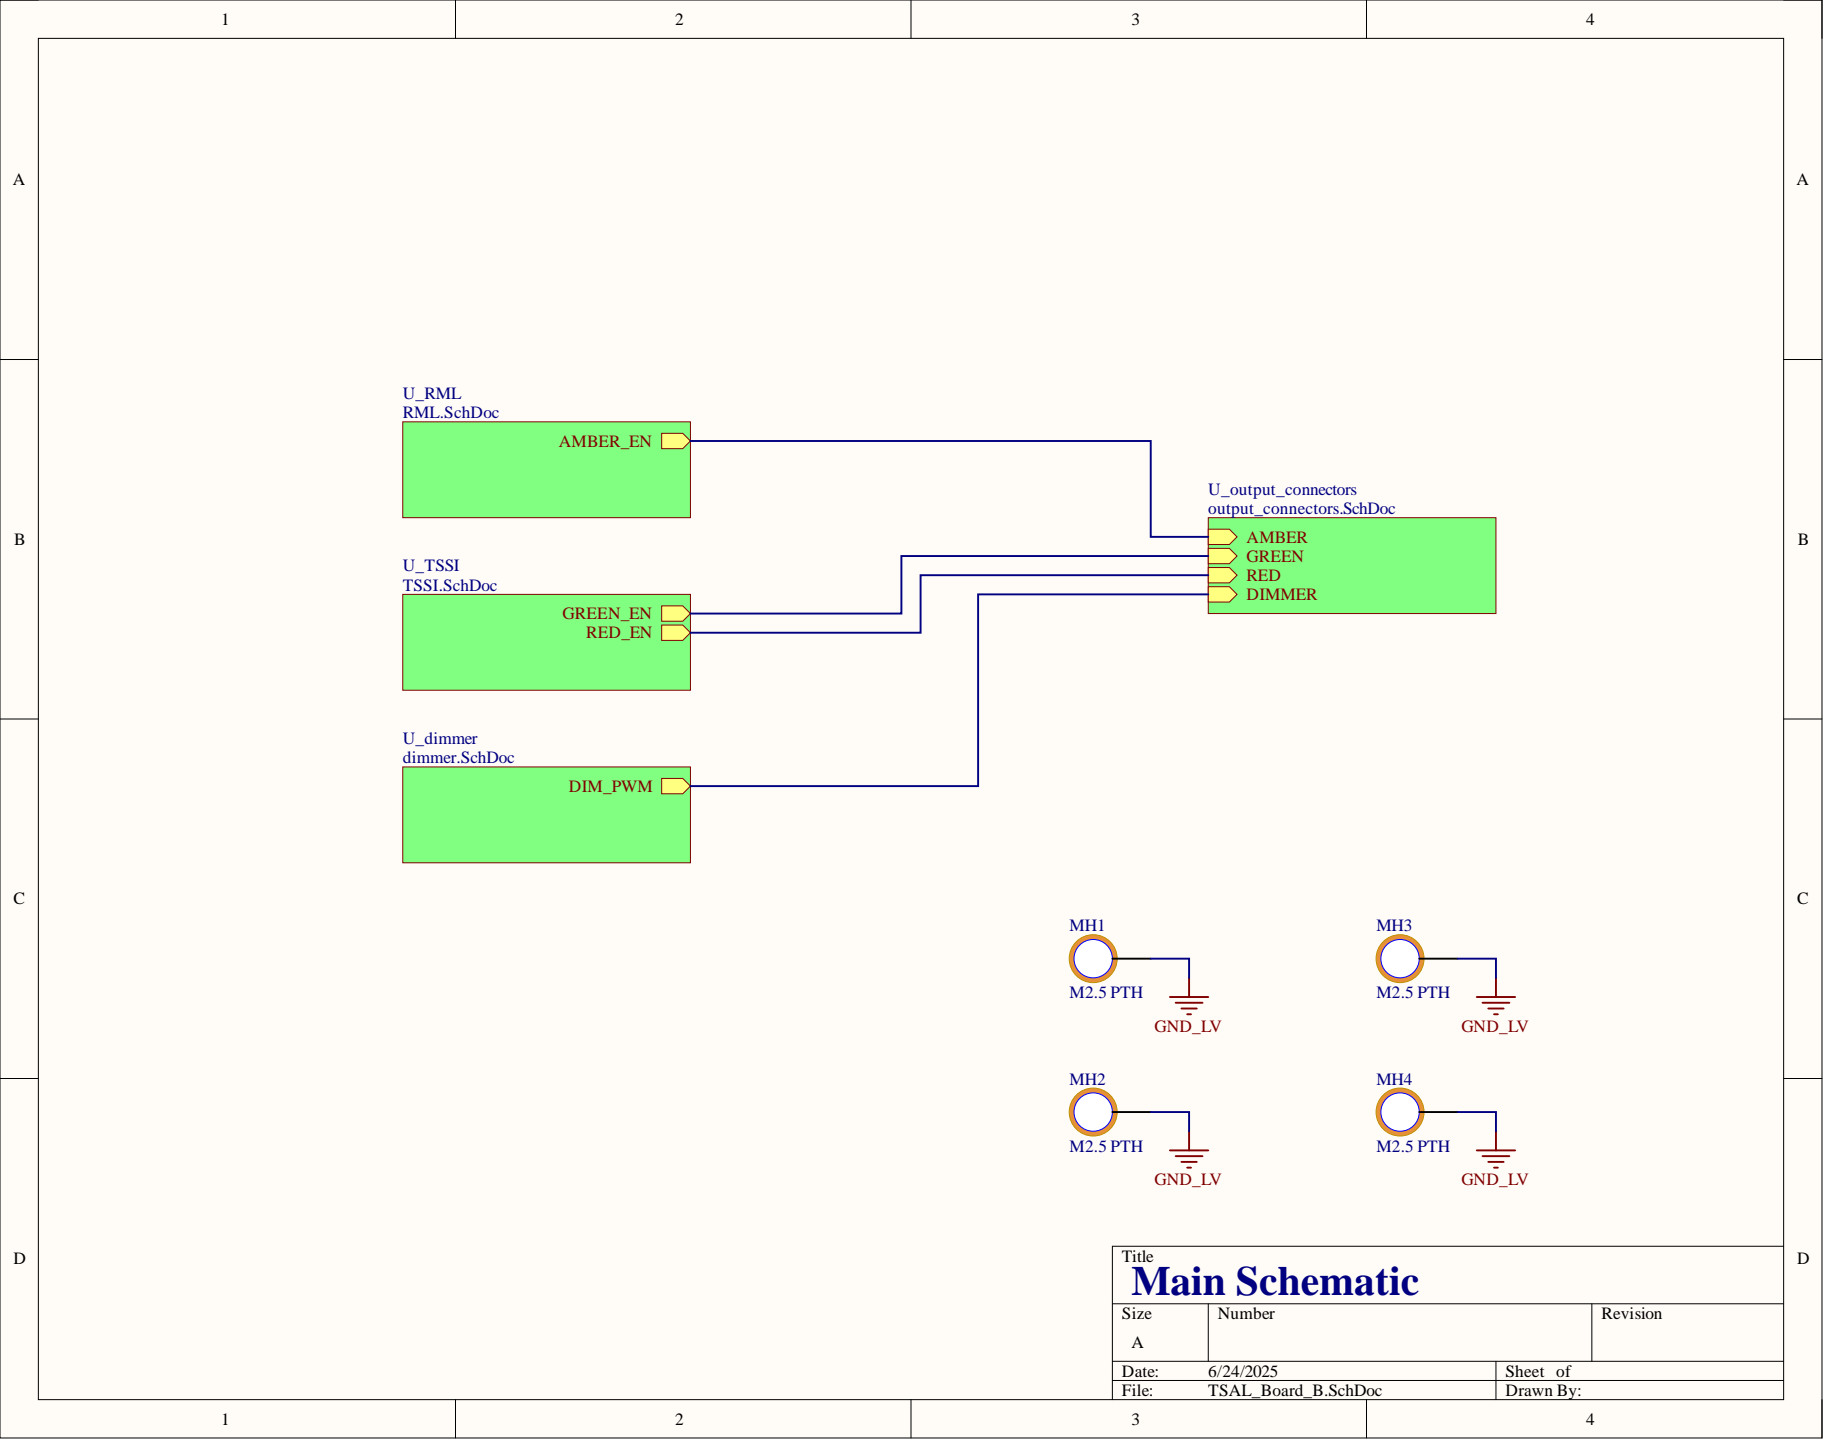 1 2 3 4
A A
U_RML
RML.SchDoc
AMBER_EN
U_output_connectors
output_connectors.SchDoc
B AMBER B
GREEN
RED
DIMMER
U_TSSI
TSSI.SchDoc
GREEN_EN
RED_EN
U_dimmer
dimmer.SchDoc
DIM_PWM
C C
MH1 MH3
M2.5 PTH M2.5 PTH
GND_LV GND_LV
MH2 MH4
M2.5 PTH M2.5 PTH
GND_LV GND_LV
D D
Title
Main Schematic
Size Number Revision
A
Date: 6/24/2025 Sheet of
File: TSAL_Board_B.SchDoc Drawn By:
1 2 3 4